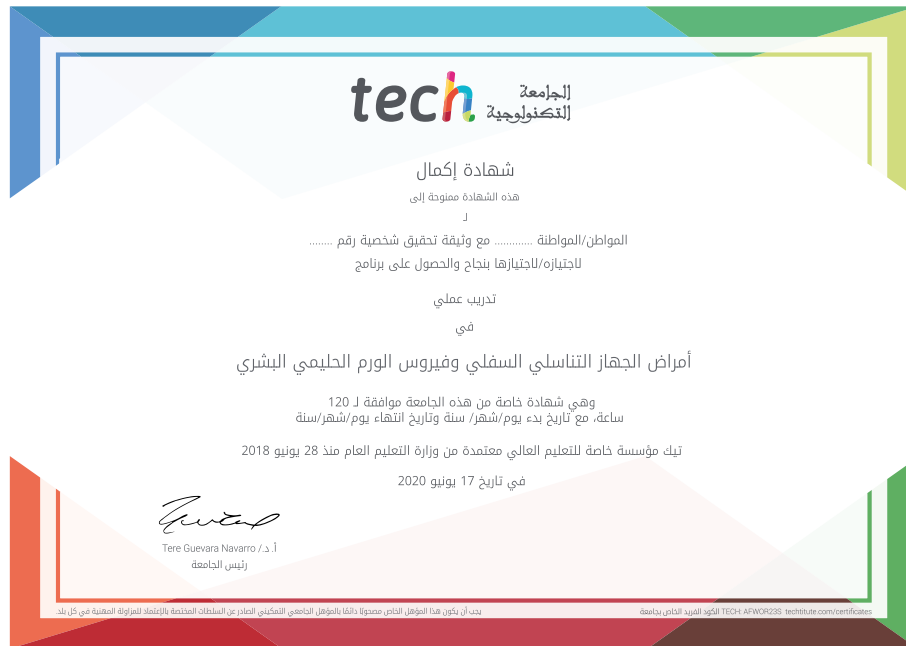 tech الجامعة
التكنولوجية
شهادة إكمال
هذه الشهادة ممنوحة إلى
لـ
المواطن/المواطنة ............. مع وثيقة تحقيق شخصية رقم ........
لاجتيازه/لاجتيازها بنجاح والحصول على برنامج
تدريب عملي
في
أمراض الجهاز التناسلي السفلي وفيروس الورم الحليمي البشري
وهي شهادة خاصة من هذه الجامعة موافقة لـ 120
ساعة، مع تاريخ بدء يوم/شهر/ سنة وتاريخ انتهاء يوم/شهر/سنة
تيك مؤسسة خاصة للتعليم العالي معتمدة من وزارة التعليم العام منذ 28 يونيو 2018
في تاريخ 17 يونيو 2020
أ. د./ Tere Guevara Navarro
رئيس الجامعة
يجب أن يكون هذا المؤهل الخاص مصحوبًا دائمًا بالمؤهل الجامعي التمكيني الصادر عن السلطات المختصة بالإعتماد للمزاولة المهنية في كل بلد.
الكود الفريد الخاص بجامعة TECH: AFWOR23S techtitute.com/certificates